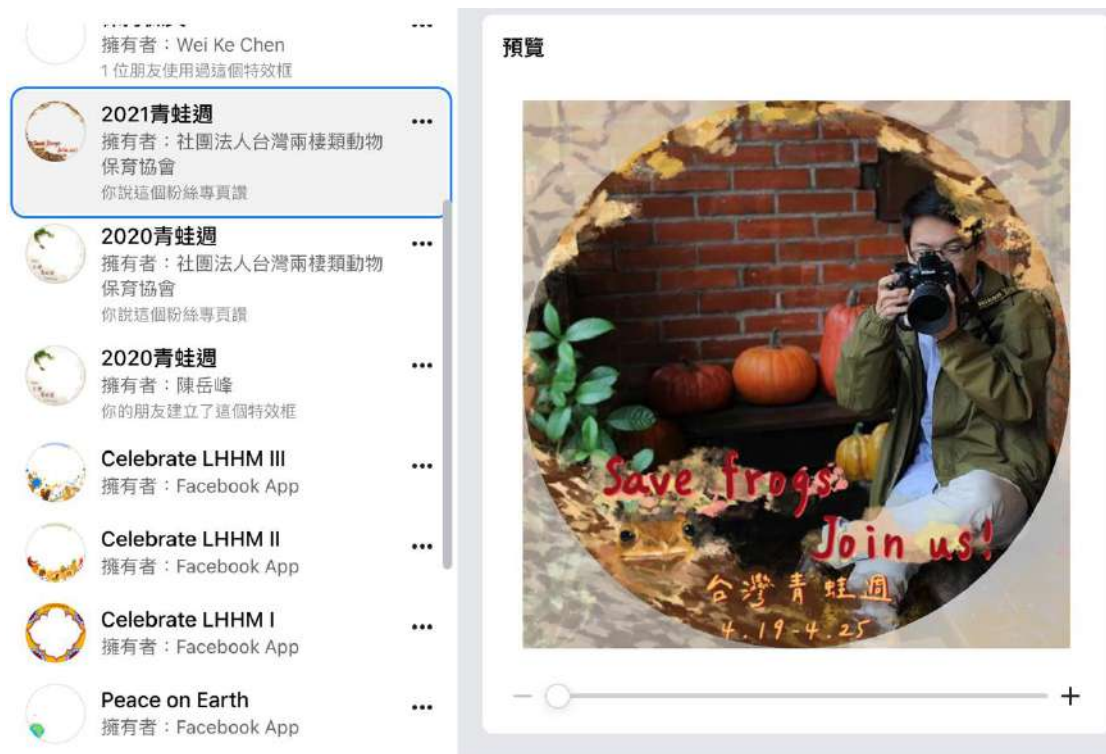 擁有者：Wei Ke Chen
1 位朋友使用過這個特效框
2021青蛙週
擁有者：社團法人台灣兩棲類動物
保育協會
你說這個粉絲專頁讚
2020青蛙週
擁有者：社團法人台灣兩棲類動物
保育協會
你說這個粉絲專頁讚
2020青蛙週
擁有者：陳岳峰
你的朋友建立了這個特效框
Celebrate LHHM III
擁有者：Facebook App
Celebrate LHHM II
擁有者：Facebook App
Celebrate LHHM I
擁有者：Facebook App
Peace on Earth
擁有者：Facebook App
預覽
Save frogs
Join us!
台灣青蛙週
4.19-4.25